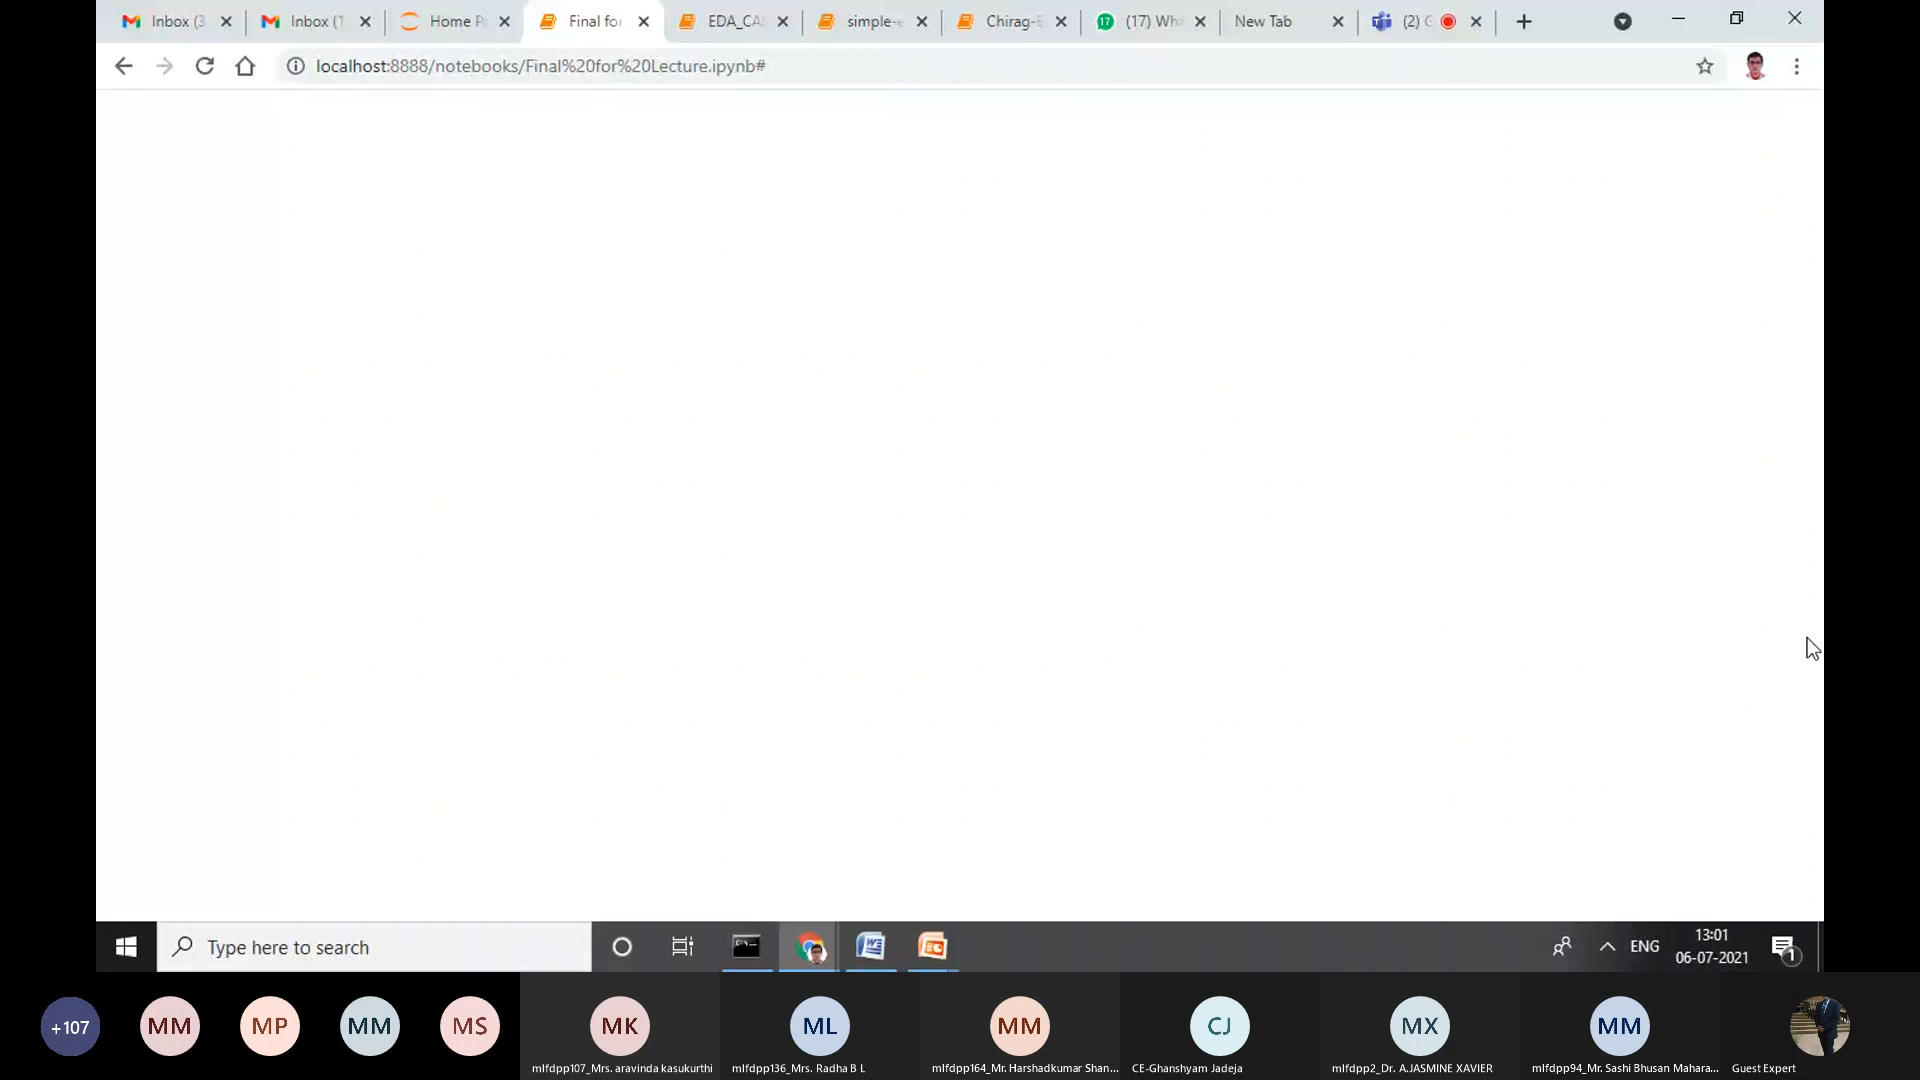 Inbox (3
Inbox (1
Home P
Final fo
EDA_CA
simple-e
Chirag-E
17
(17) Wh
New Tab
(2) G
localhost:8888/notebooks/Final%20for%20Lecture.ipynb#
Type here to search
ENG
13:01
06-07-2021
1
+107
MM
MP
MM
MS
MK
ML
MM
CJ
MX
MM
mlfdpp107_Mrs. aravinda kasukurthi
mlfdpp136_Mrs. Radha B L
mlfdpp164_Mr. Harshadkumar Shan...
CE-Ghanshyam Jadeja
mlfdpp2_Dr. A.JASMINE XAVIER
mlfdpp94_Mr. Sashi Bhusan Mahara...
Guest Expert